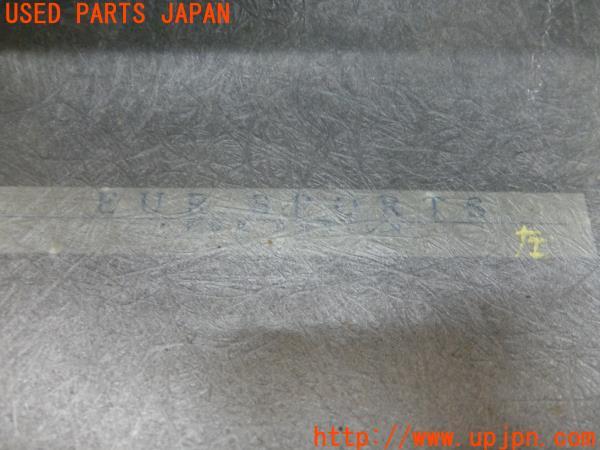 USED PARTS JAPAN
EUR SPORTS
左
http://www.upjpn.com